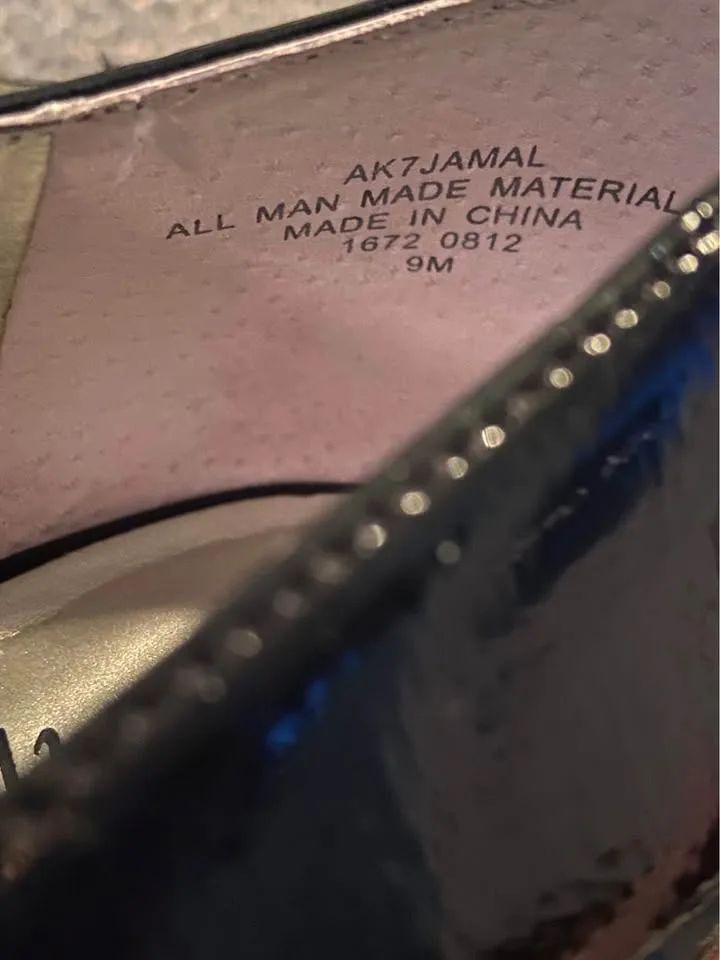 AK7JAMAL
ALL MAN MADE MATERIAL
MADE IN CHINA
1672 0812
9M